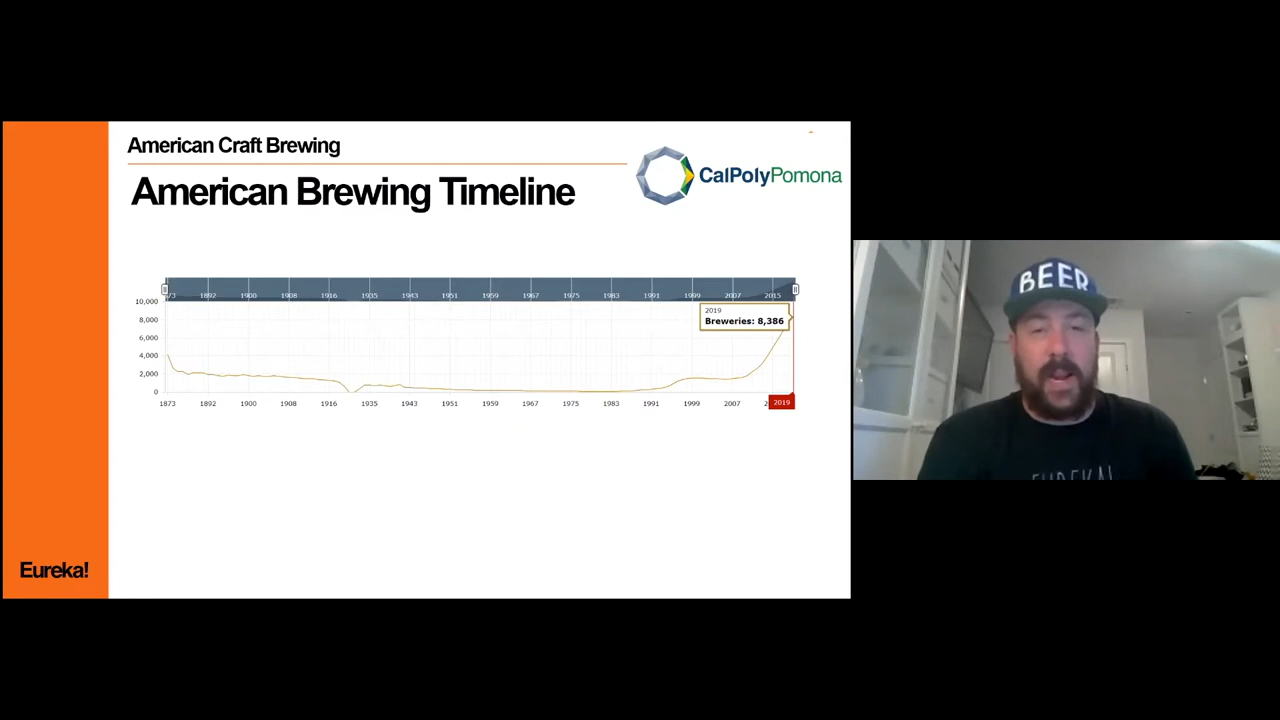 American Craft Brewing
American Brewing Timeline
CalPolyPomona
73 1892 1900 1908 1916 1935 1943 1951 1959 1967 1975 1983 1991 1999 2007 2015
10,000
8,000
6,000
4,000
2,000
0
2019
Breweries: 8,386
1873 1892 1900 1908 1916 1935 1943 1951 1959 1967 1975 1983 1991 1999 2007 2019
Eureka!
BEER
EUREKA!